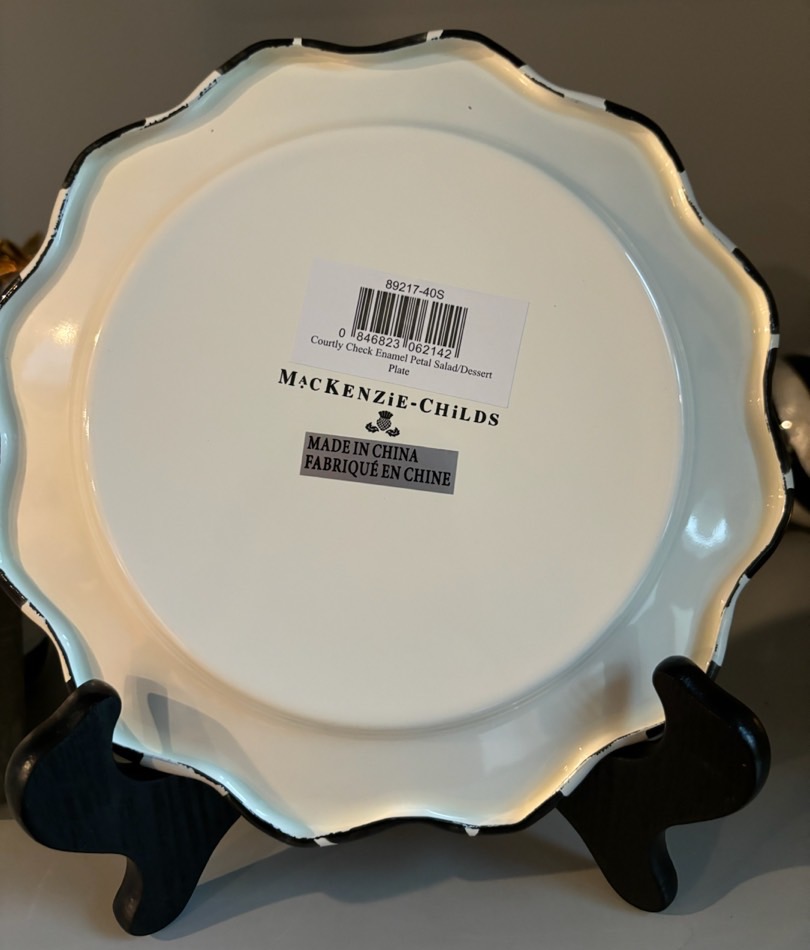 89217-40S
0 846823 062142
Courtly Check Enamel Petal Salad/Dessert
Plate
MacKenzie-Childs
MADE IN CHINA
FABRIQUÉ EN CHINE